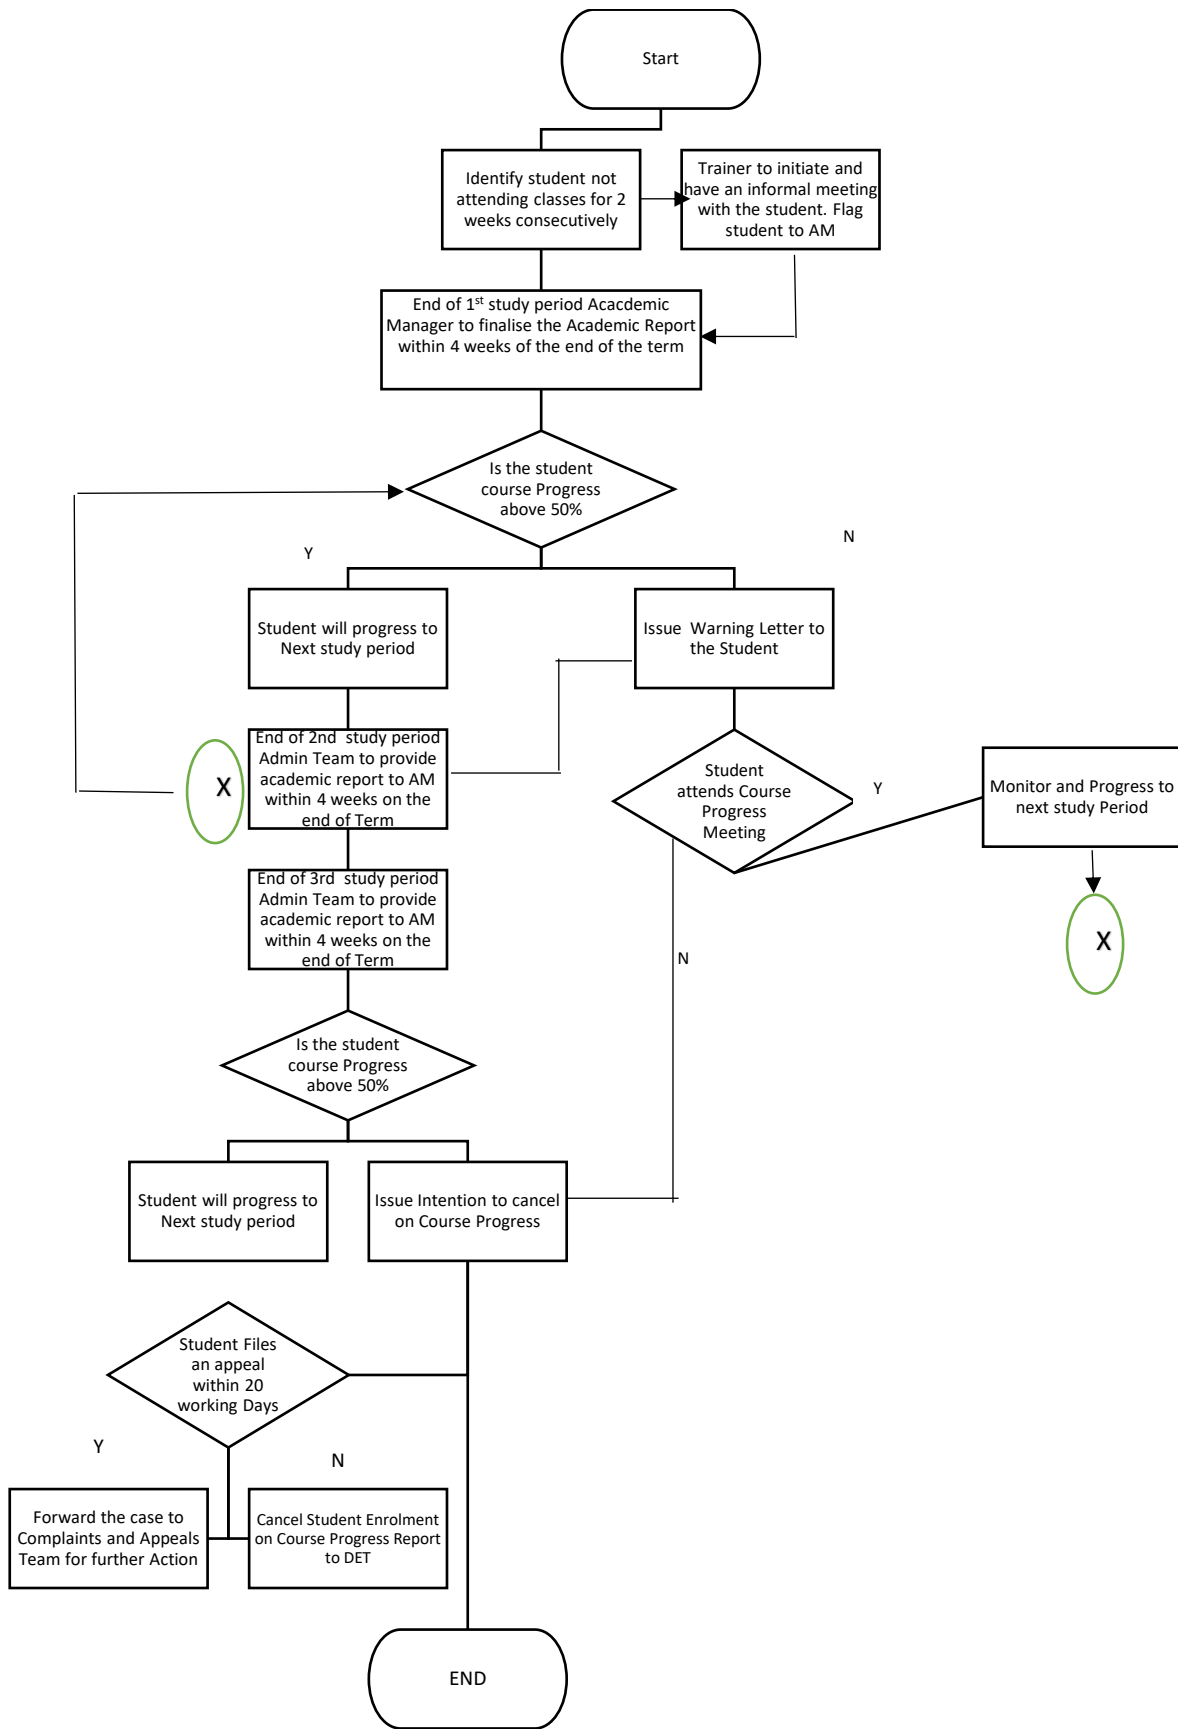 Start
Identify student not
attending classes for 2
weeks consecutively
Trainer to initiate and
have an informal meeting
with the student. Flag
student to AM
End of 1st study period Acacdemic
Manager to finalise the Academic Report
within 4 weeks of the end of the term
Is the student
course Progress
above 50%
Y
N
Student will progress to
Next study period
Issue  Warning Letter to
the Student
End of 2nd  study period
Admin Team to provide
academic report to AM
within 4 weeks on the
end of Term
X
Student
attends Course
Progress
Meeting
Y
Monitor and Progress to
next study Period
X
End of 3rd  study period
Admin Team to provide
academic report to AM
within 4 weeks on the
end of Term
N
Is the student
course Progress
above 50%
Student will progress to
Next study period
Issue Intention to cancel
on Course Progress
Student Files
an appeal
within 20
working Days
Y
N
Forward the case to
Complaints and Appeals
Team for further Action
Cancel Student Enrolment
on Course Progress Report
to DET
END